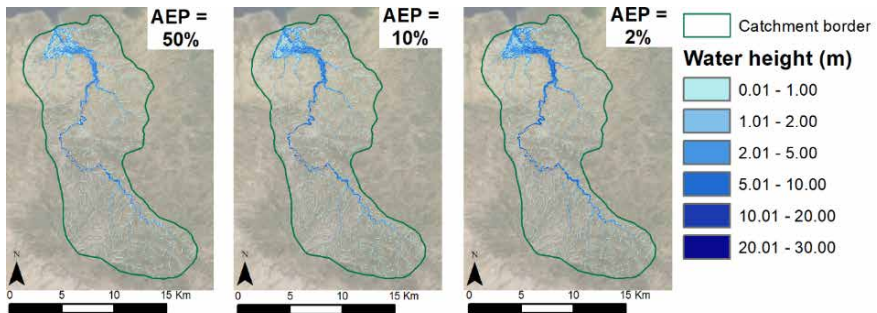 AEP =
50%
AEP =
10%
AEP =
2%
Catchment border
Water height (m)
0.01 - 1.00
1.01 - 2.00
2.01 - 5.00
5.01 - 10.00
10.01 - 20.00
20.01 - 30.00
N
N
N
0 5 10 15 Km
0 5 10 15 Km
0 5 10 15 Km